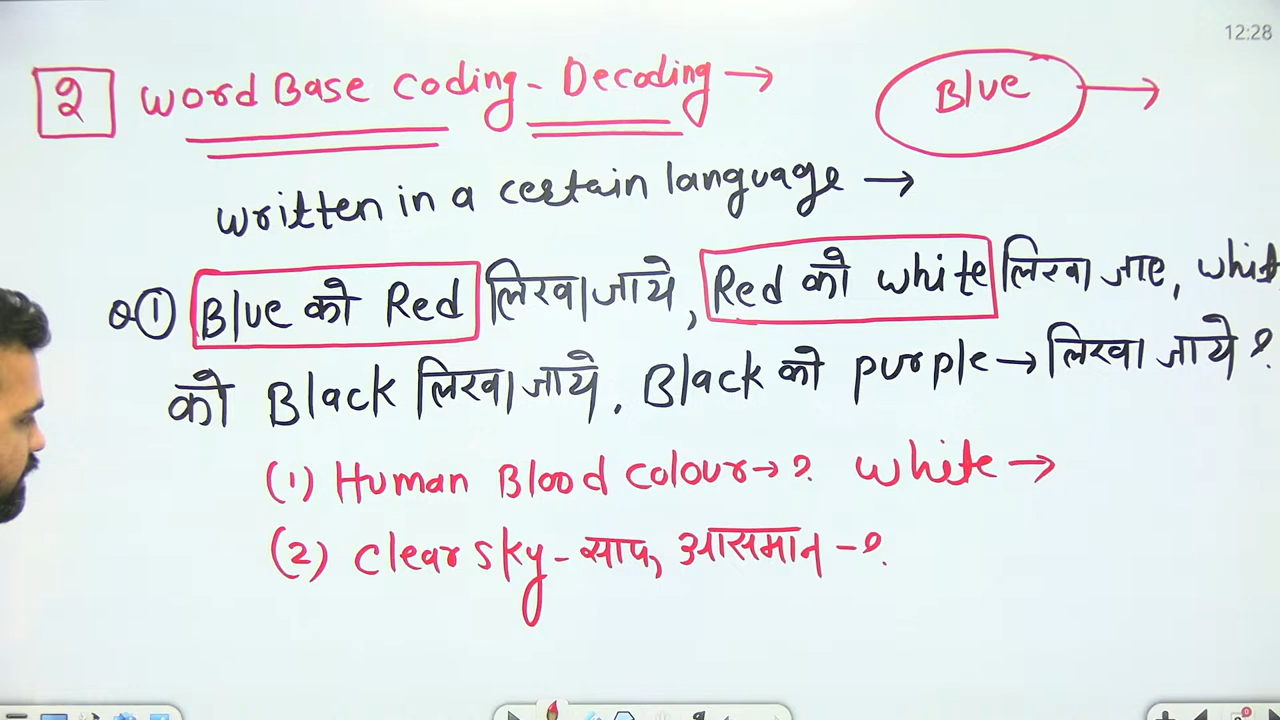 12:28
2 Word Base Coding - Decoding → Blue →
written in a certain language →
Q① Blue को Red लिखा जाये, Red को white लिखा जाए, whit
को Black लिखा जाये. Black को purple → लिखा जाये ?
(1) Human Blood Colour → ? white →
(2) clear sky - साफ, आसमान - ?